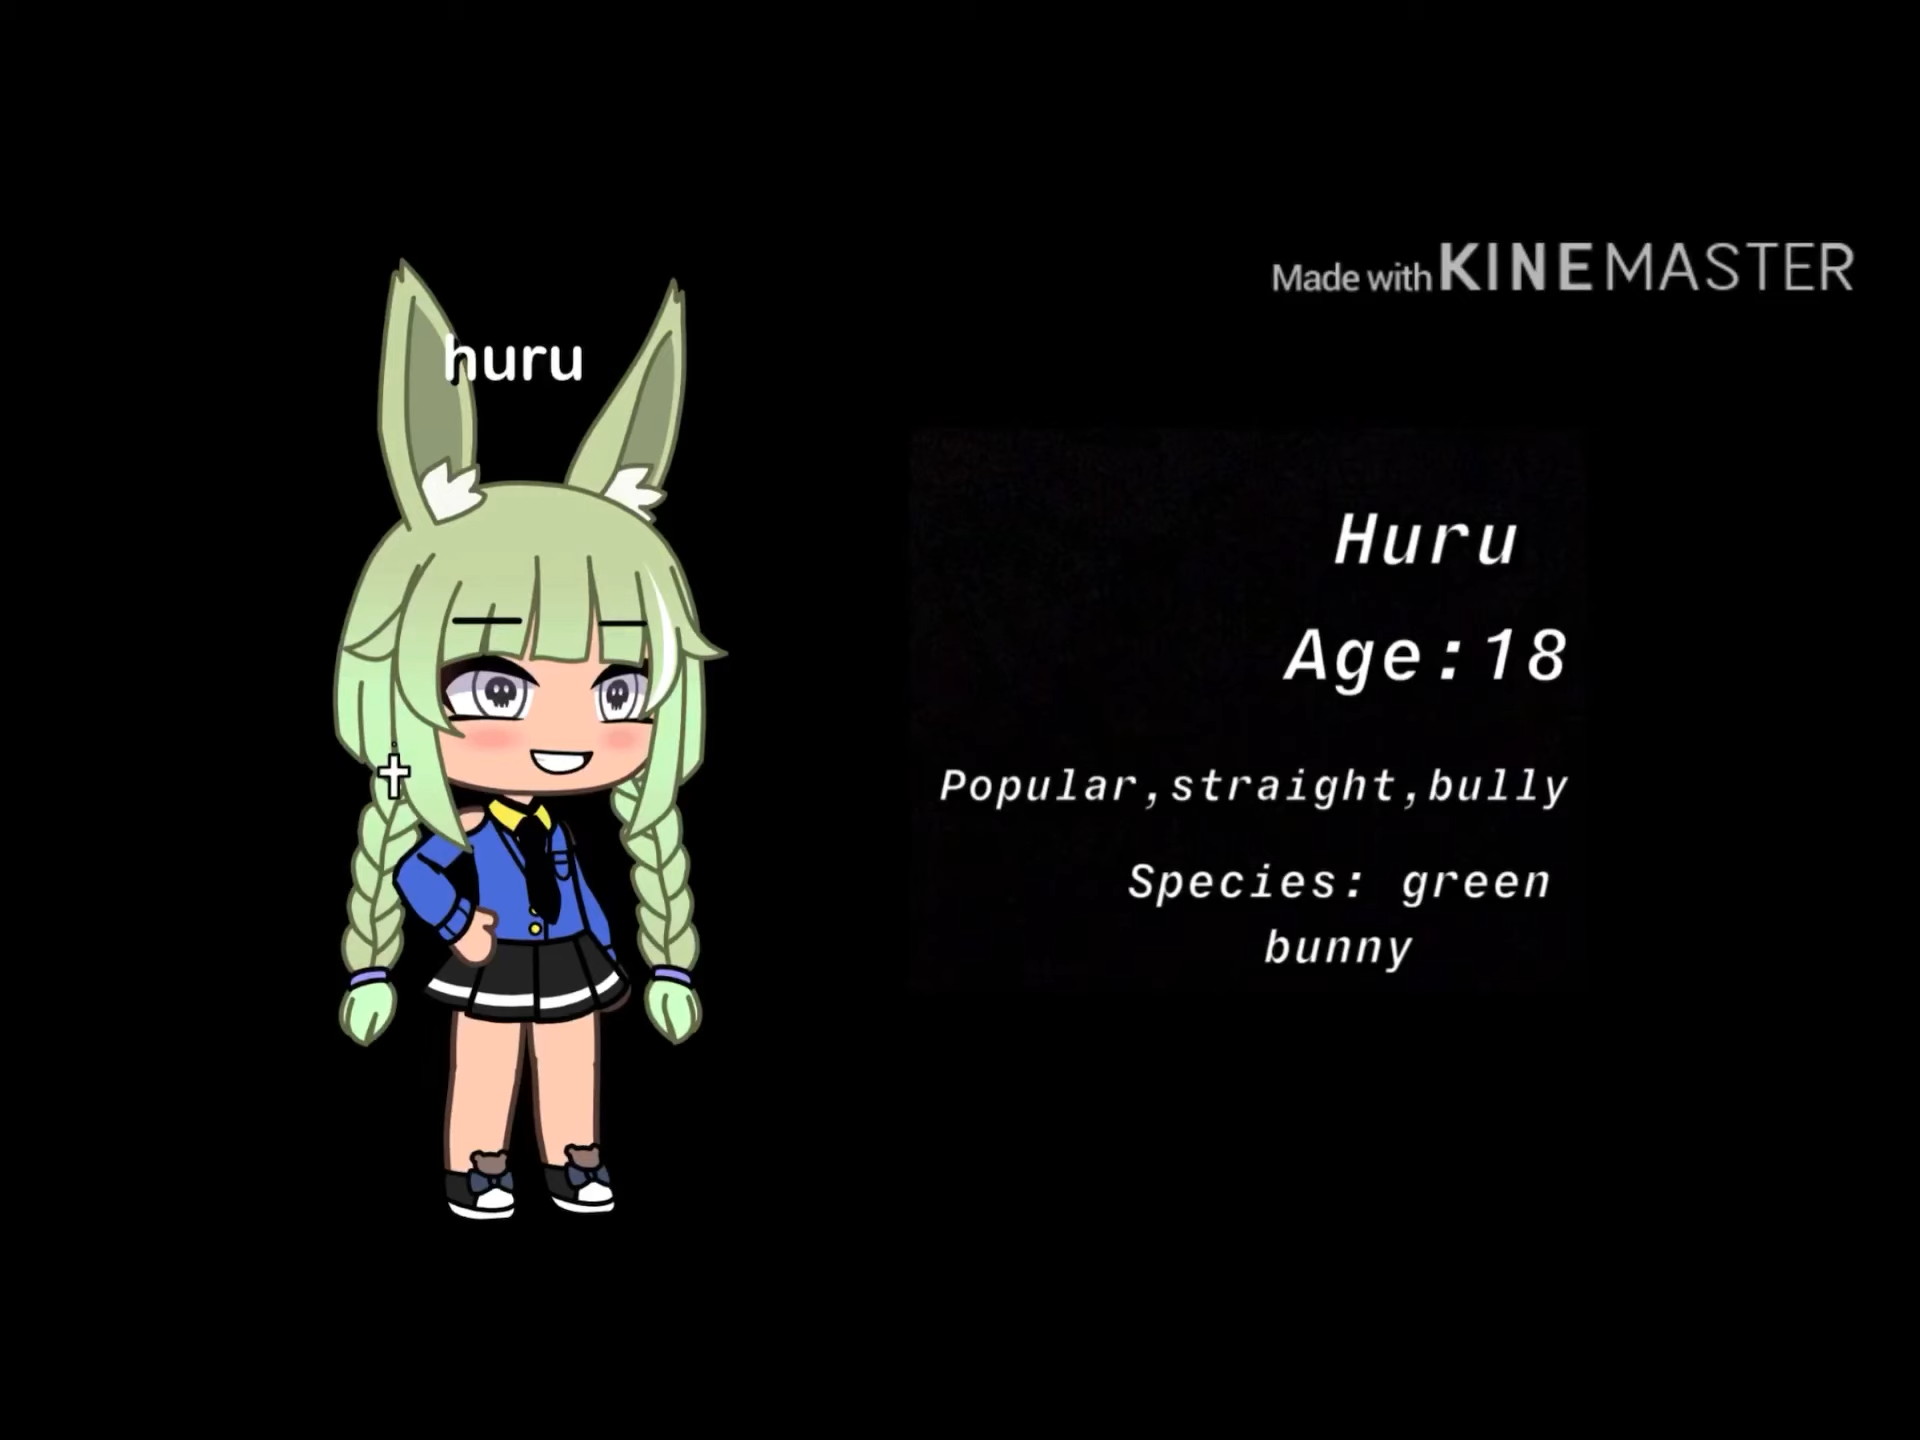 Made with KINEMASTER
huru
Huru
Age:18
Popular,straight,bully
Species: green
bunny